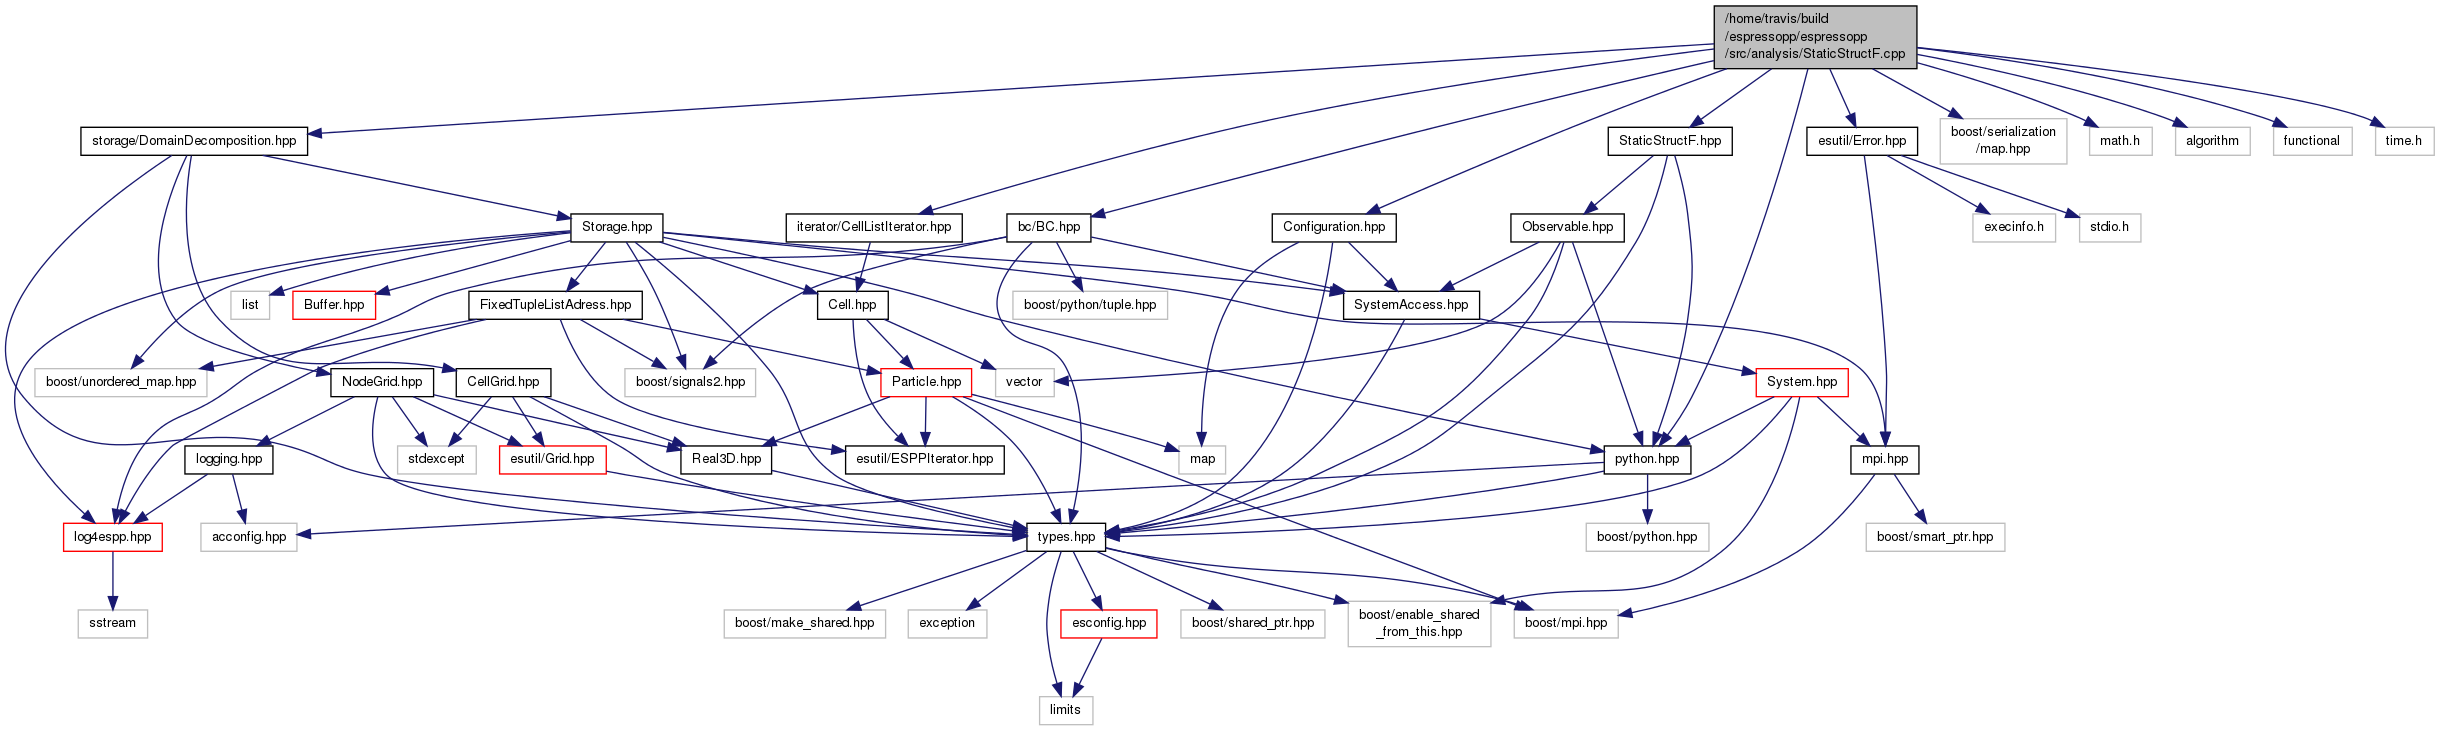 /home/travis/build
/espressopp/espressopp
/src/analysis/StaticStructF.cpp
storage/DomainDecomposition.hpp
StaticStructF.hpp
esutil/Error.hpp
boost/serialization
/map.hpp
math.h
algorithm
functional
time.h
Storage.hpp
iterator/CellListIterator.hpp
bc/BC.hpp
Configuration.hpp
Observable.hpp
execinfo.h
stdio.h
list
Buffer.hpp
FixedTupleListAdress.hpp
Cell.hpp
boost/python/tuple.hpp
SystemAccess.hpp
boost/unordered_map.hpp
NodeGrid.hpp
CellGrid.hpp
boost/signals2.hpp
Particle.hpp
vector
System.hpp
logging.hpp
stdexcept
esutil/Grid.hpp
Real3D.hpp
esutil/ESPPIterator.hpp
map
python.hpp
mpi.hpp
log4espp.hpp
acconfig.hpp
types.hpp
boost/python.hpp
boost/smart_ptr.hpp
sstream
boost/make_shared.hpp
exception
esconfig.hpp
boost/shared_ptr.hpp
boost/enable_shared
_from_this.hpp
boost/mpi.hpp
limits